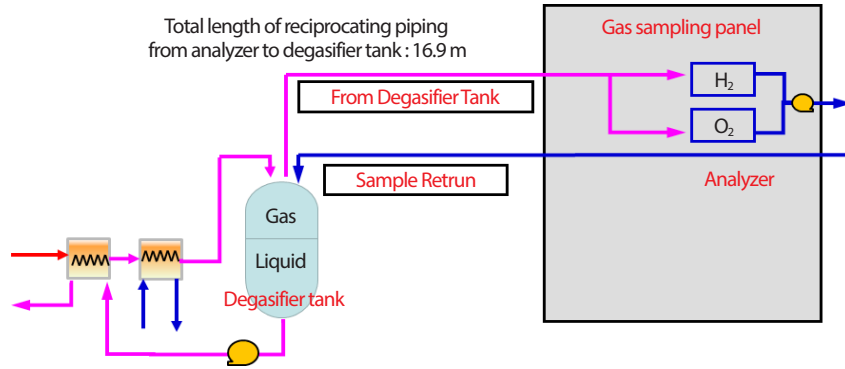 Total length of reciprocating piping
from analyzer to degasifier tank : 16.9 m
Gas sampling panel
H₂
From Degasifier Tank
O₂
Sample Retrun
Analyzer
Gas
Liquid
Degasifier tank